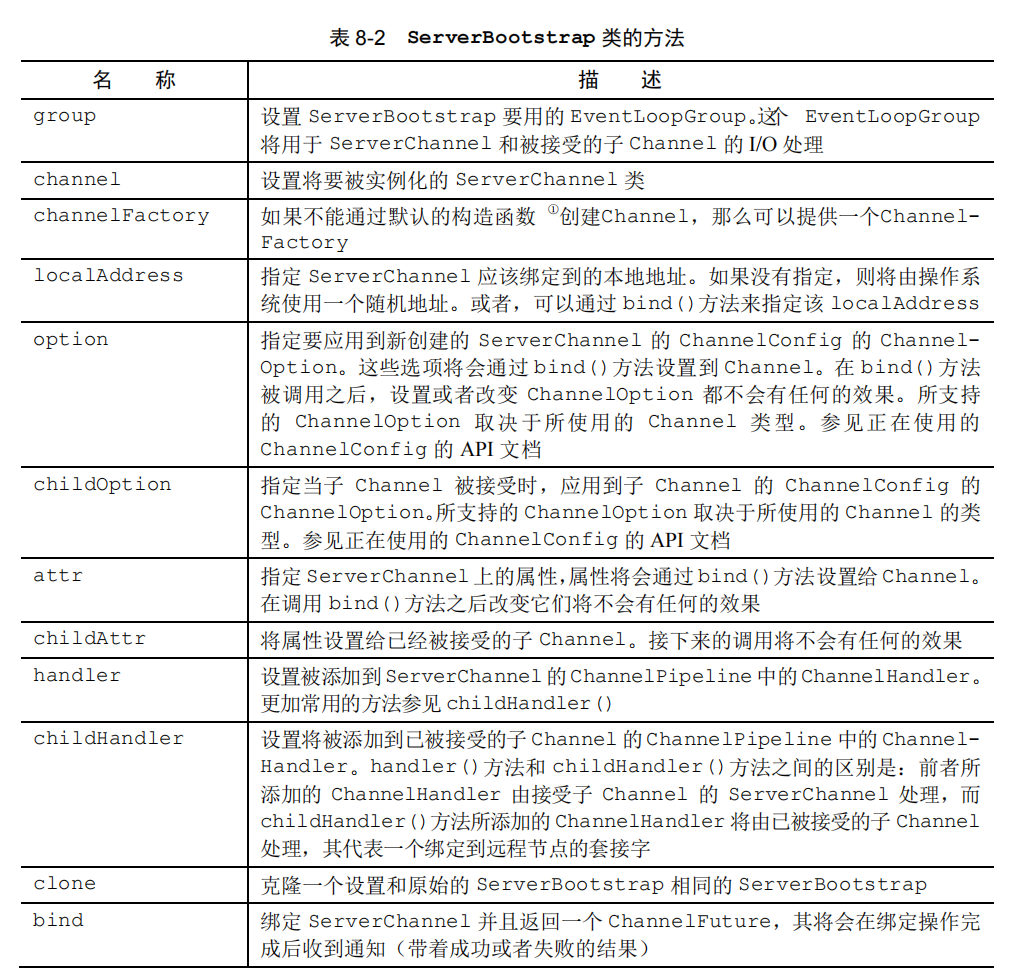 表 8-2 ServerBootstrap 类的方法
名 称 描 述
group 设置 ServerBootstrap 要用的 EventLoopGroup。这个 EventLoopGroup
将用于 ServerChannel 和被接受的子 Channel 的 I/O 处理
channel 设置将要被实例化的 ServerChannel 类
channelFactory 如果不能通过默认的构造函数 ①创建Channel，那么可以提供一个Channel-
Factory
localAddress 指定 ServerChannel 应该绑定到的本地地址。如果没有指定，则将由操作系
统使用一个随机地址。或者，可以通过 bind()方法来指定该 localAddress
option 指定要应用到新创建的 ServerChannel 的 ChannelConfig 的 Channel-
Option。这些选项将会通过 bind()方法设置到 Channel。在 bind()方法
被调用之后，设置或者改变 ChannelOption 都不会有任何的效果。所支持
的 ChannelOption 取决于所使用的 Channel 类型。参见正在使用的
ChannelConfig 的 API 文档
childOption 指定当子 Channel 被接受时，应用到子 Channel 的 ChannelConfig 的
ChannelOption。所支持的 ChannelOption 取决于所使用的 Channel 的类
型。参见正在使用的 ChannelConfig 的 API 文档
attr 指定 ServerChannel 上的属性，属性将会通过 bind()方法设置给 Channel。
在调用 bind()方法之后改变它们将不会有任何的效果
childAttr 将属性设置给已经被接受的子 Channel。接下来的调用将不会有任何的效果
handler 设置被添加到 ServerChannel 的 ChannelPipeline 中的 ChannelHandler。
更加常用的方法参见 childHandler()
childHandler 设置将被添加到已被接受的子 Channel 的 ChannelPipeline 中的 Channel-
Handler。handler()方法和 childHandler()方法之间的区别是：前者所
添加的 ChannelHandler 由接受子 Channel 的 ServerChannel 处理，而
childHandler()方法所添加的 ChannelHandler 将由已被接受的子 Channel
处理，其代表一个绑定到远程节点的套接字
clone 克隆一个设置和原始的 ServerBootstrap 相同的 ServerBootstrap
bind 绑定 ServerChannel 并且返回一个 ChannelFuture，其将会在绑定操作完
成后收到通知（带着成功或者失败的结果）